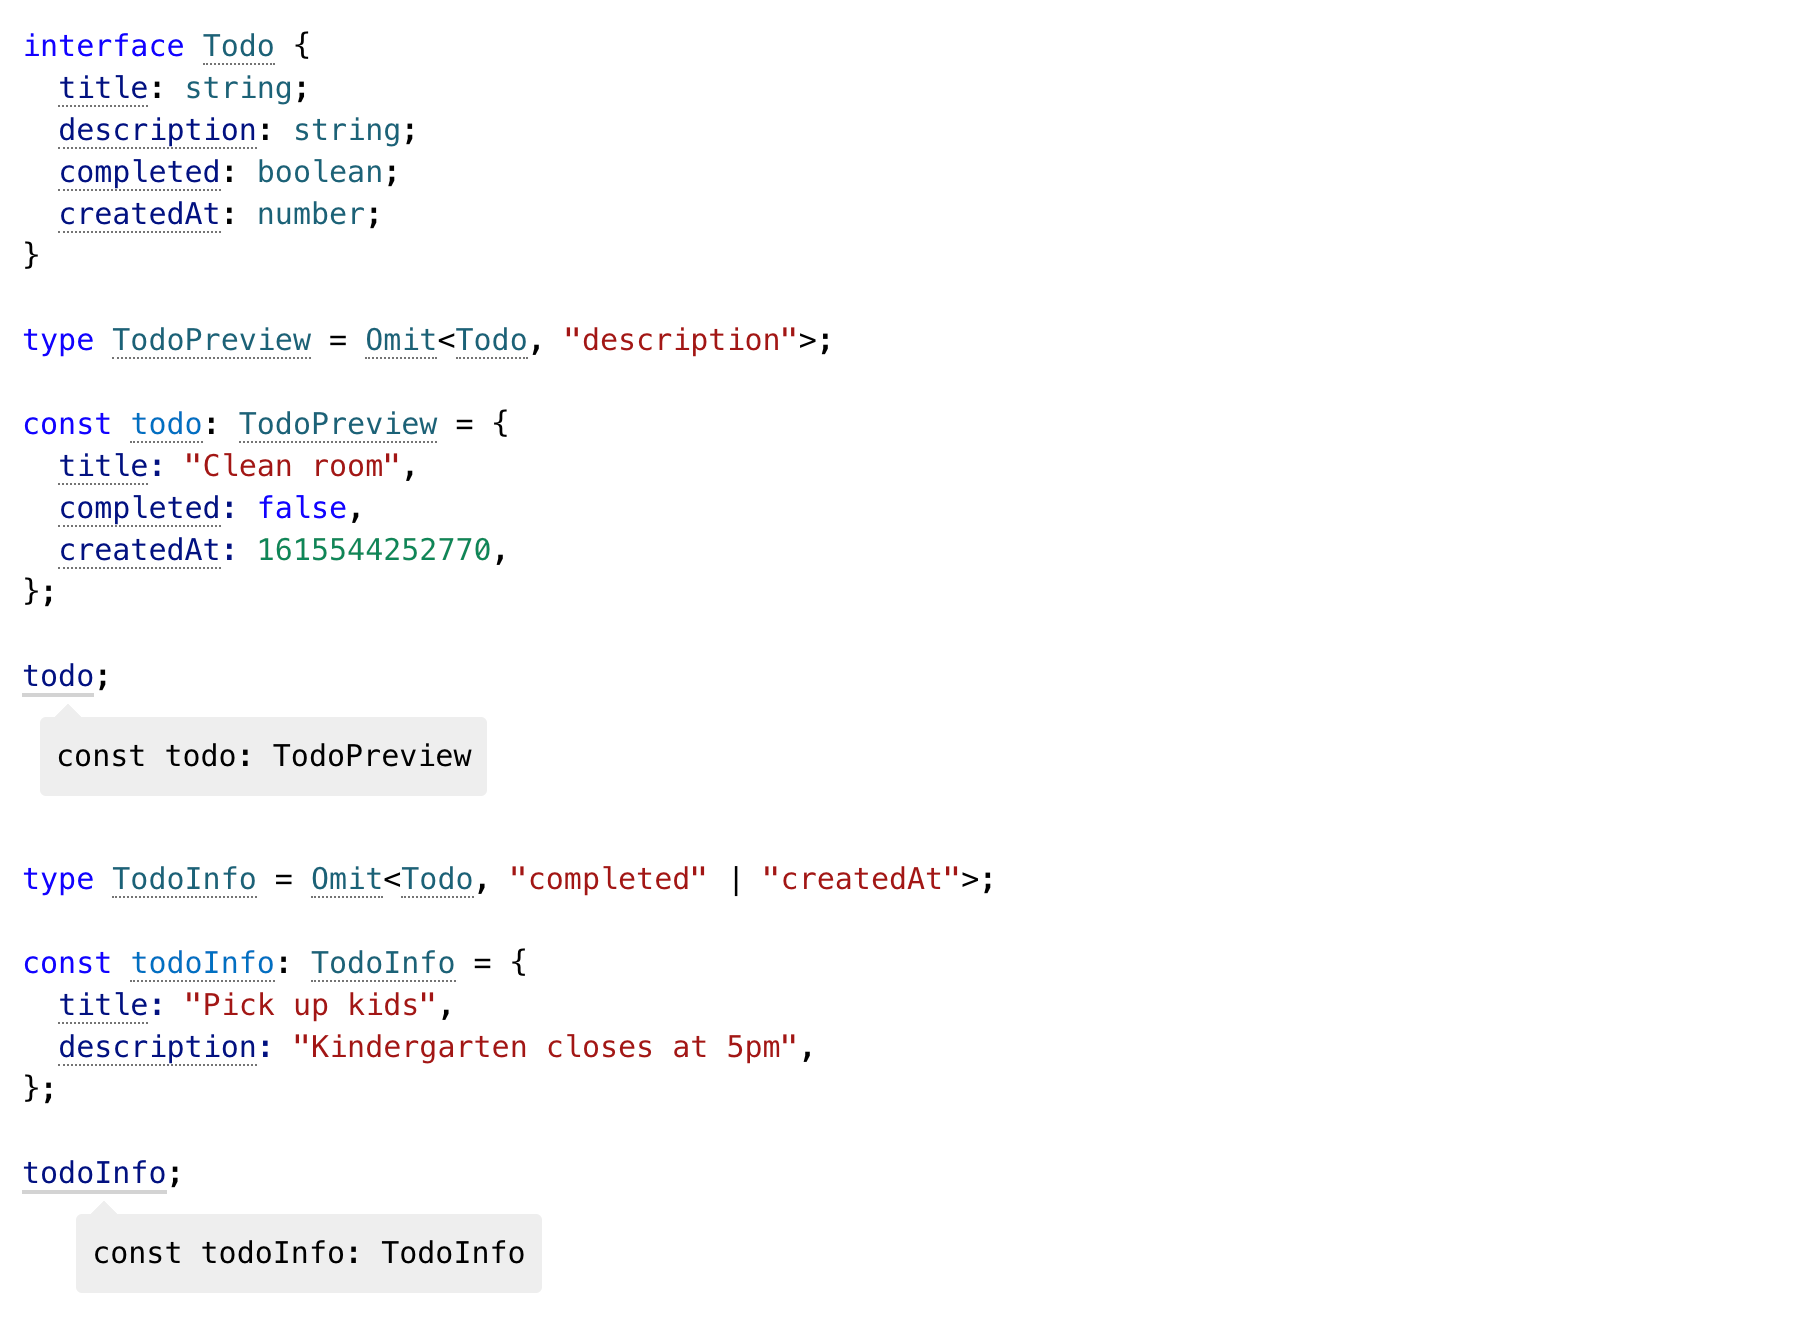 interface Todo {
  title: string;
  description: string;
  completed: boolean;
  createdAt: number;
}
type TodoPreview = Omit<Todo, "description">;
const todo: TodoPreview = {
  title: "Clean room",
  completed: false,
  createdAt: 1615544252770,
};
todo;
const todo: TodoPreview
type TodoInfo = Omit<Todo, "completed" | "createdAt">;
const todoInfo: TodoInfo = {
  title: "Pick up kids",
  description: "Kindergarten closes at 5pm",
};
todoInfo;
const todoInfo: TodoInfo